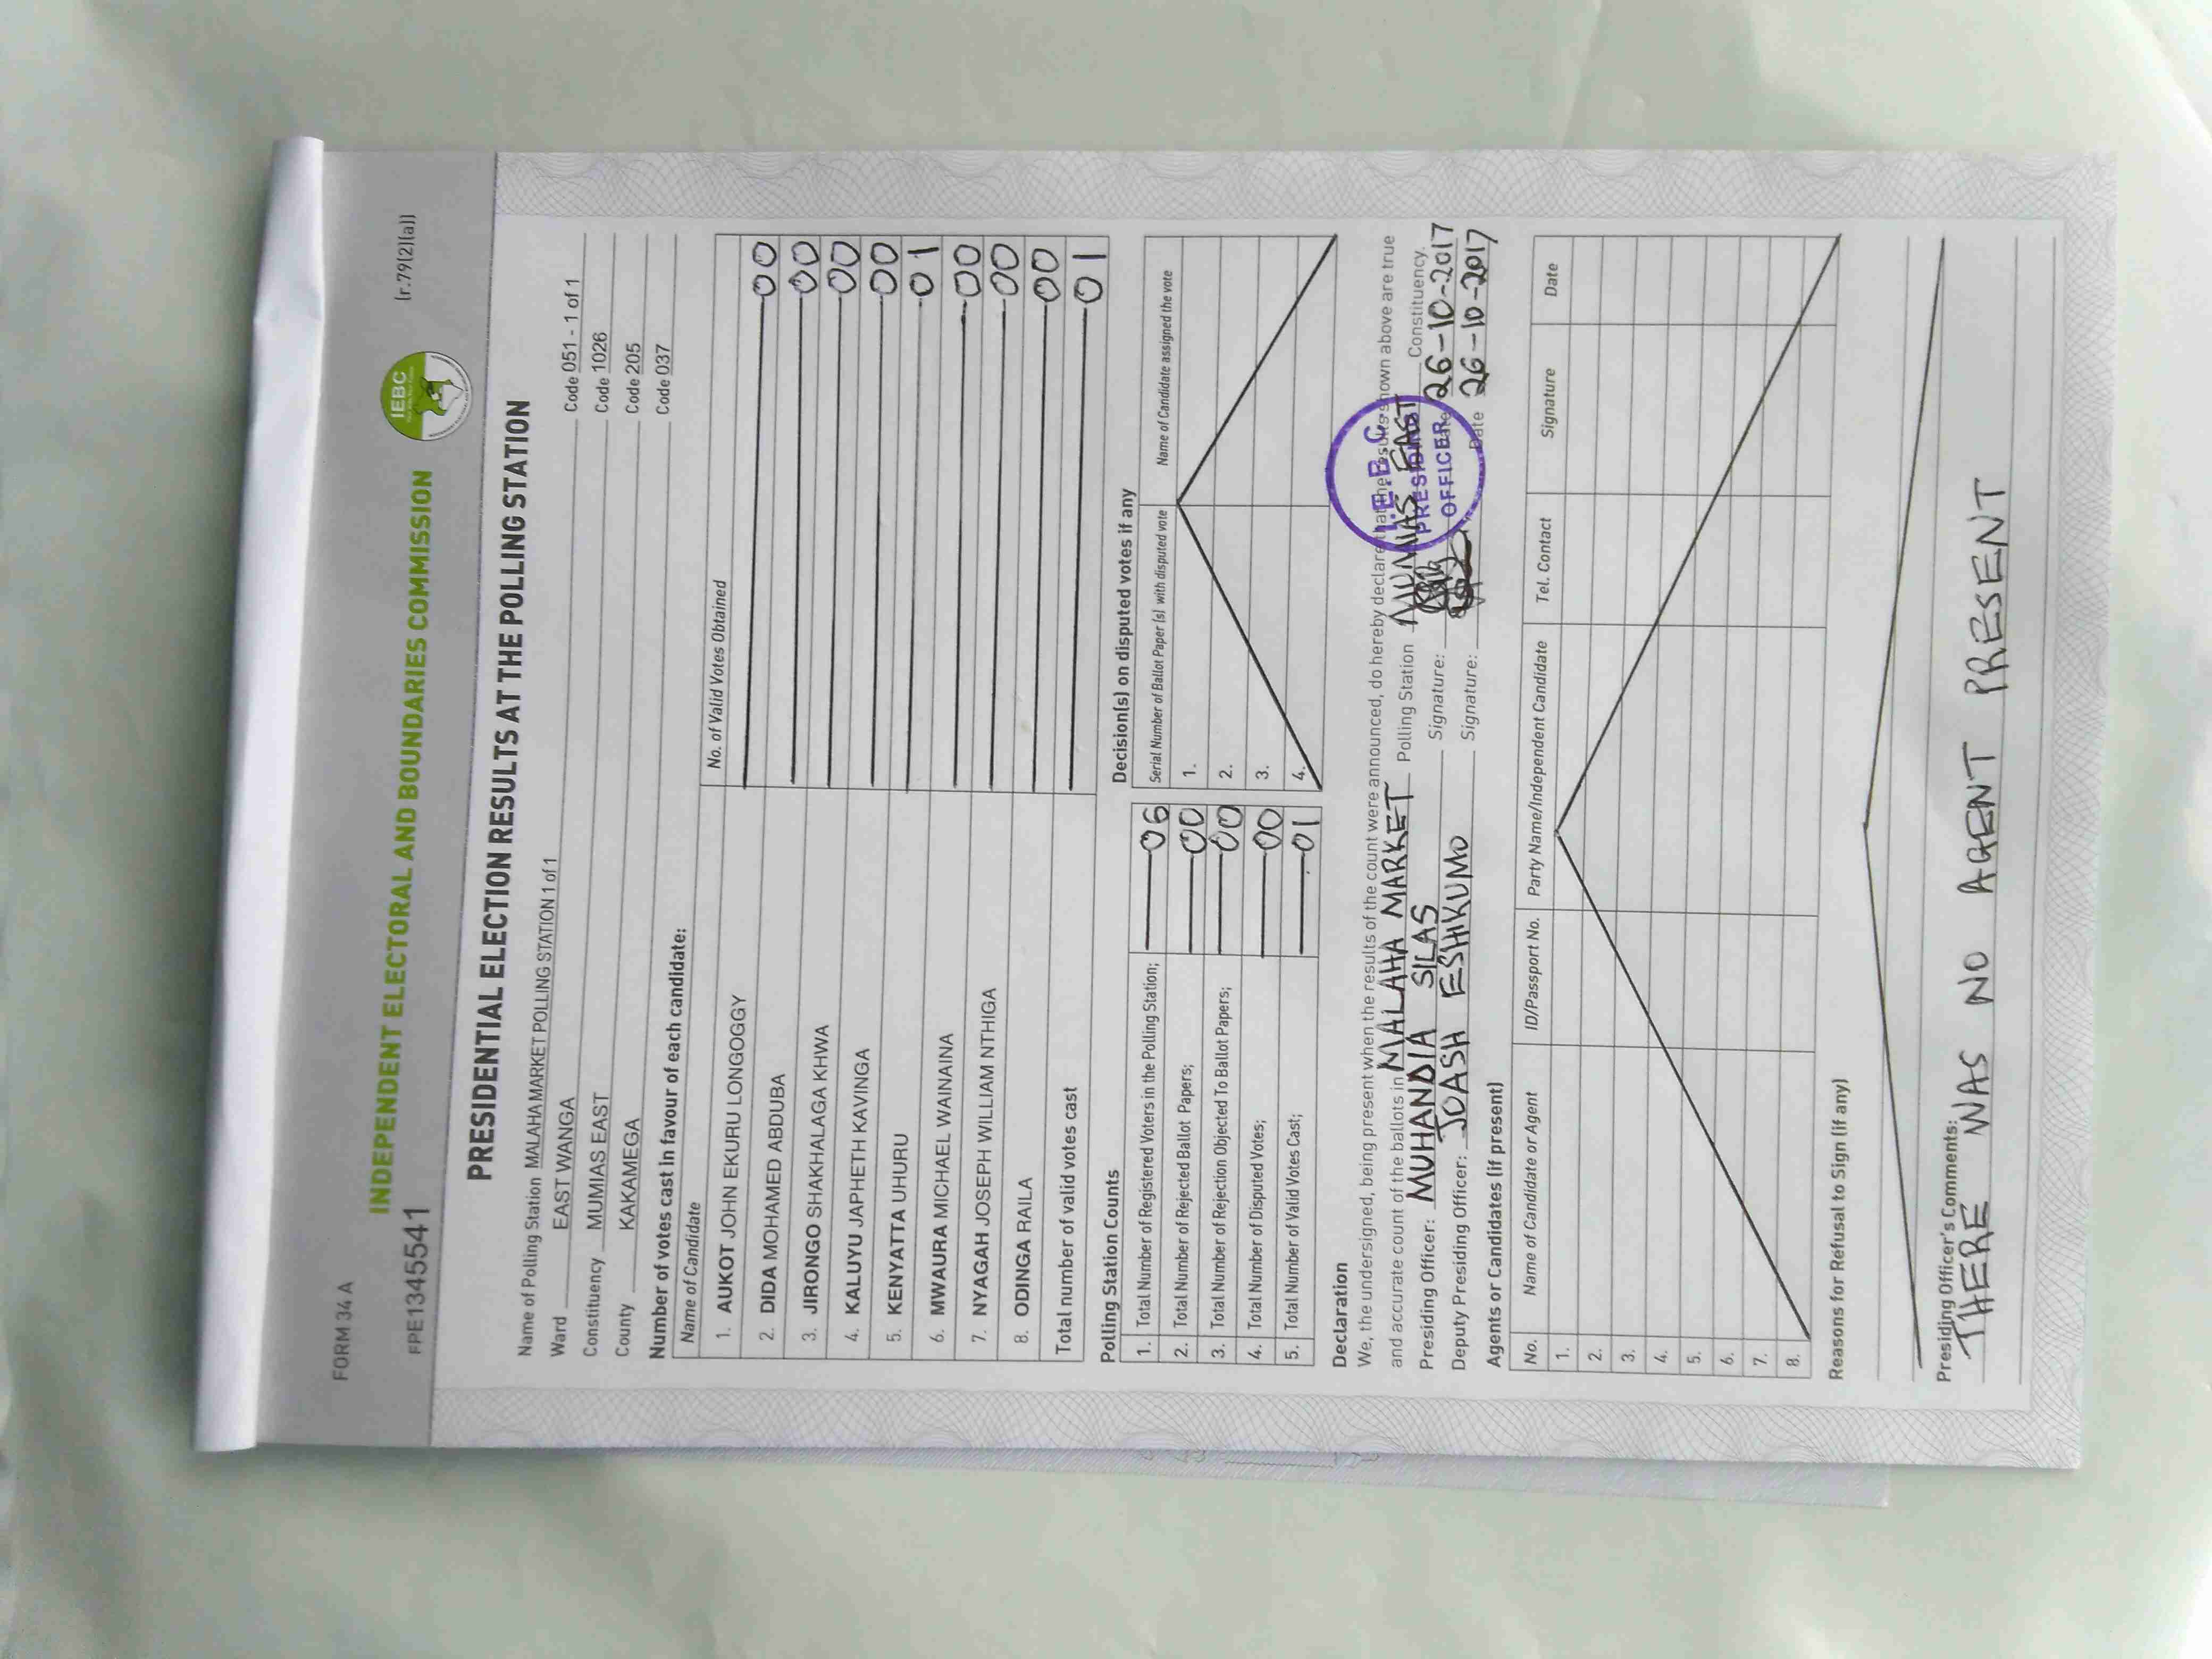 FORM 34 A
INDEPENDENT ELECTORAL AND BOUNDARIES COMMISSION
IEBC
(r.79(2)(a))
FPE1345541
PRESIDENTIAL ELECTION RESULTS AT THE POLLING STATION
Name of Polling Station MALAHA MARKET POLLING STATION 1 of 1 Code 051 - 1 of 1
Ward EAST WANGA Code 1026
Constituency MUMIAS EAST Code 205
County KAKAMEGA Code 037
Number of votes cast in favour of each candidate:
Name of Candidate No. of Valid Votes Obtained
1. AUKOT JOHN EKURU LONGOGGY 00
2. DIDA MOHAMED ABDUBA 00
3. JIRONGO SHAKHALAGA KHWA 00
4. KALUYU JAPHETH KAVINGA 00
5. KENYATTA UHURU 01
6. MWAURA MICHAEL WAINAINA 00
7. NYAGAH JOSEPH WILLIAM NTHIGA 00
8. ODINGA RAILA 00
Total number of valid votes cast 01
Polling Station Counts
1. Total Number of Registered Voters in the Polling Station; 06
2. Total Number of Rejected Ballot Papers; 00
3. Total Number of Rejection Objected To Ballot Papers; 00
4. Total Number of Disputed Votes; 00
5. Total Number of Valid Votes Cast; 01
Decision(s) on disputed votes if any
Serial Number of Ballot Paper (s) with disputed vote Name of Candidate assigned the vote
1.
2.
3.
4.
Declaration
We, the undersigned, being present when the results of the count were announced, do hereby declare that the results shown above are true
and accurate count of the ballots in MALAHA MARKET Polling Station MUMIAS EAST Constituency.
Presiding Officer: MUHANDIA SILAS Signature: Date 26-10-2017
Deputy Presiding Officer: JOASH ESHIKUMO Signature: Date 26-10-2017
I.E.B.C.
PRESIDING
OFFICER
Agents or Candidates (if present)
No. Name of Candidate or Agent ID/Passport No. Party Name/Independent Candidate Tel. Contact Signature Date
1.
2.
3.
4.
5.
6.
7.
8.
Reasons for Refusal to Sign (if any)
Presiding Officer's Comments:
THERE WAS NO AGENT PRESENT